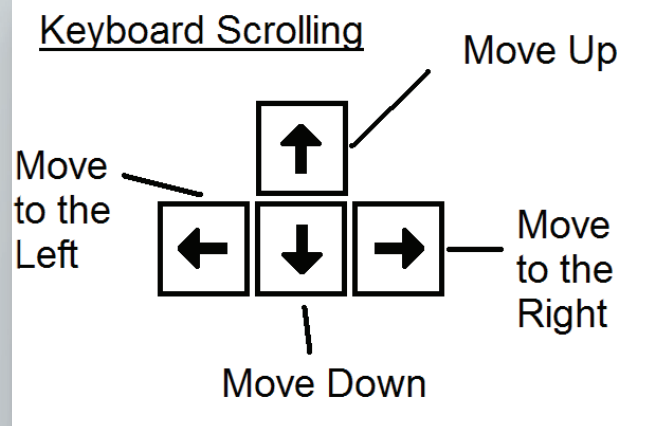 Keyboard Scrolling
Move Up
Move
to the
Left
Move
to the
Right
Move Down